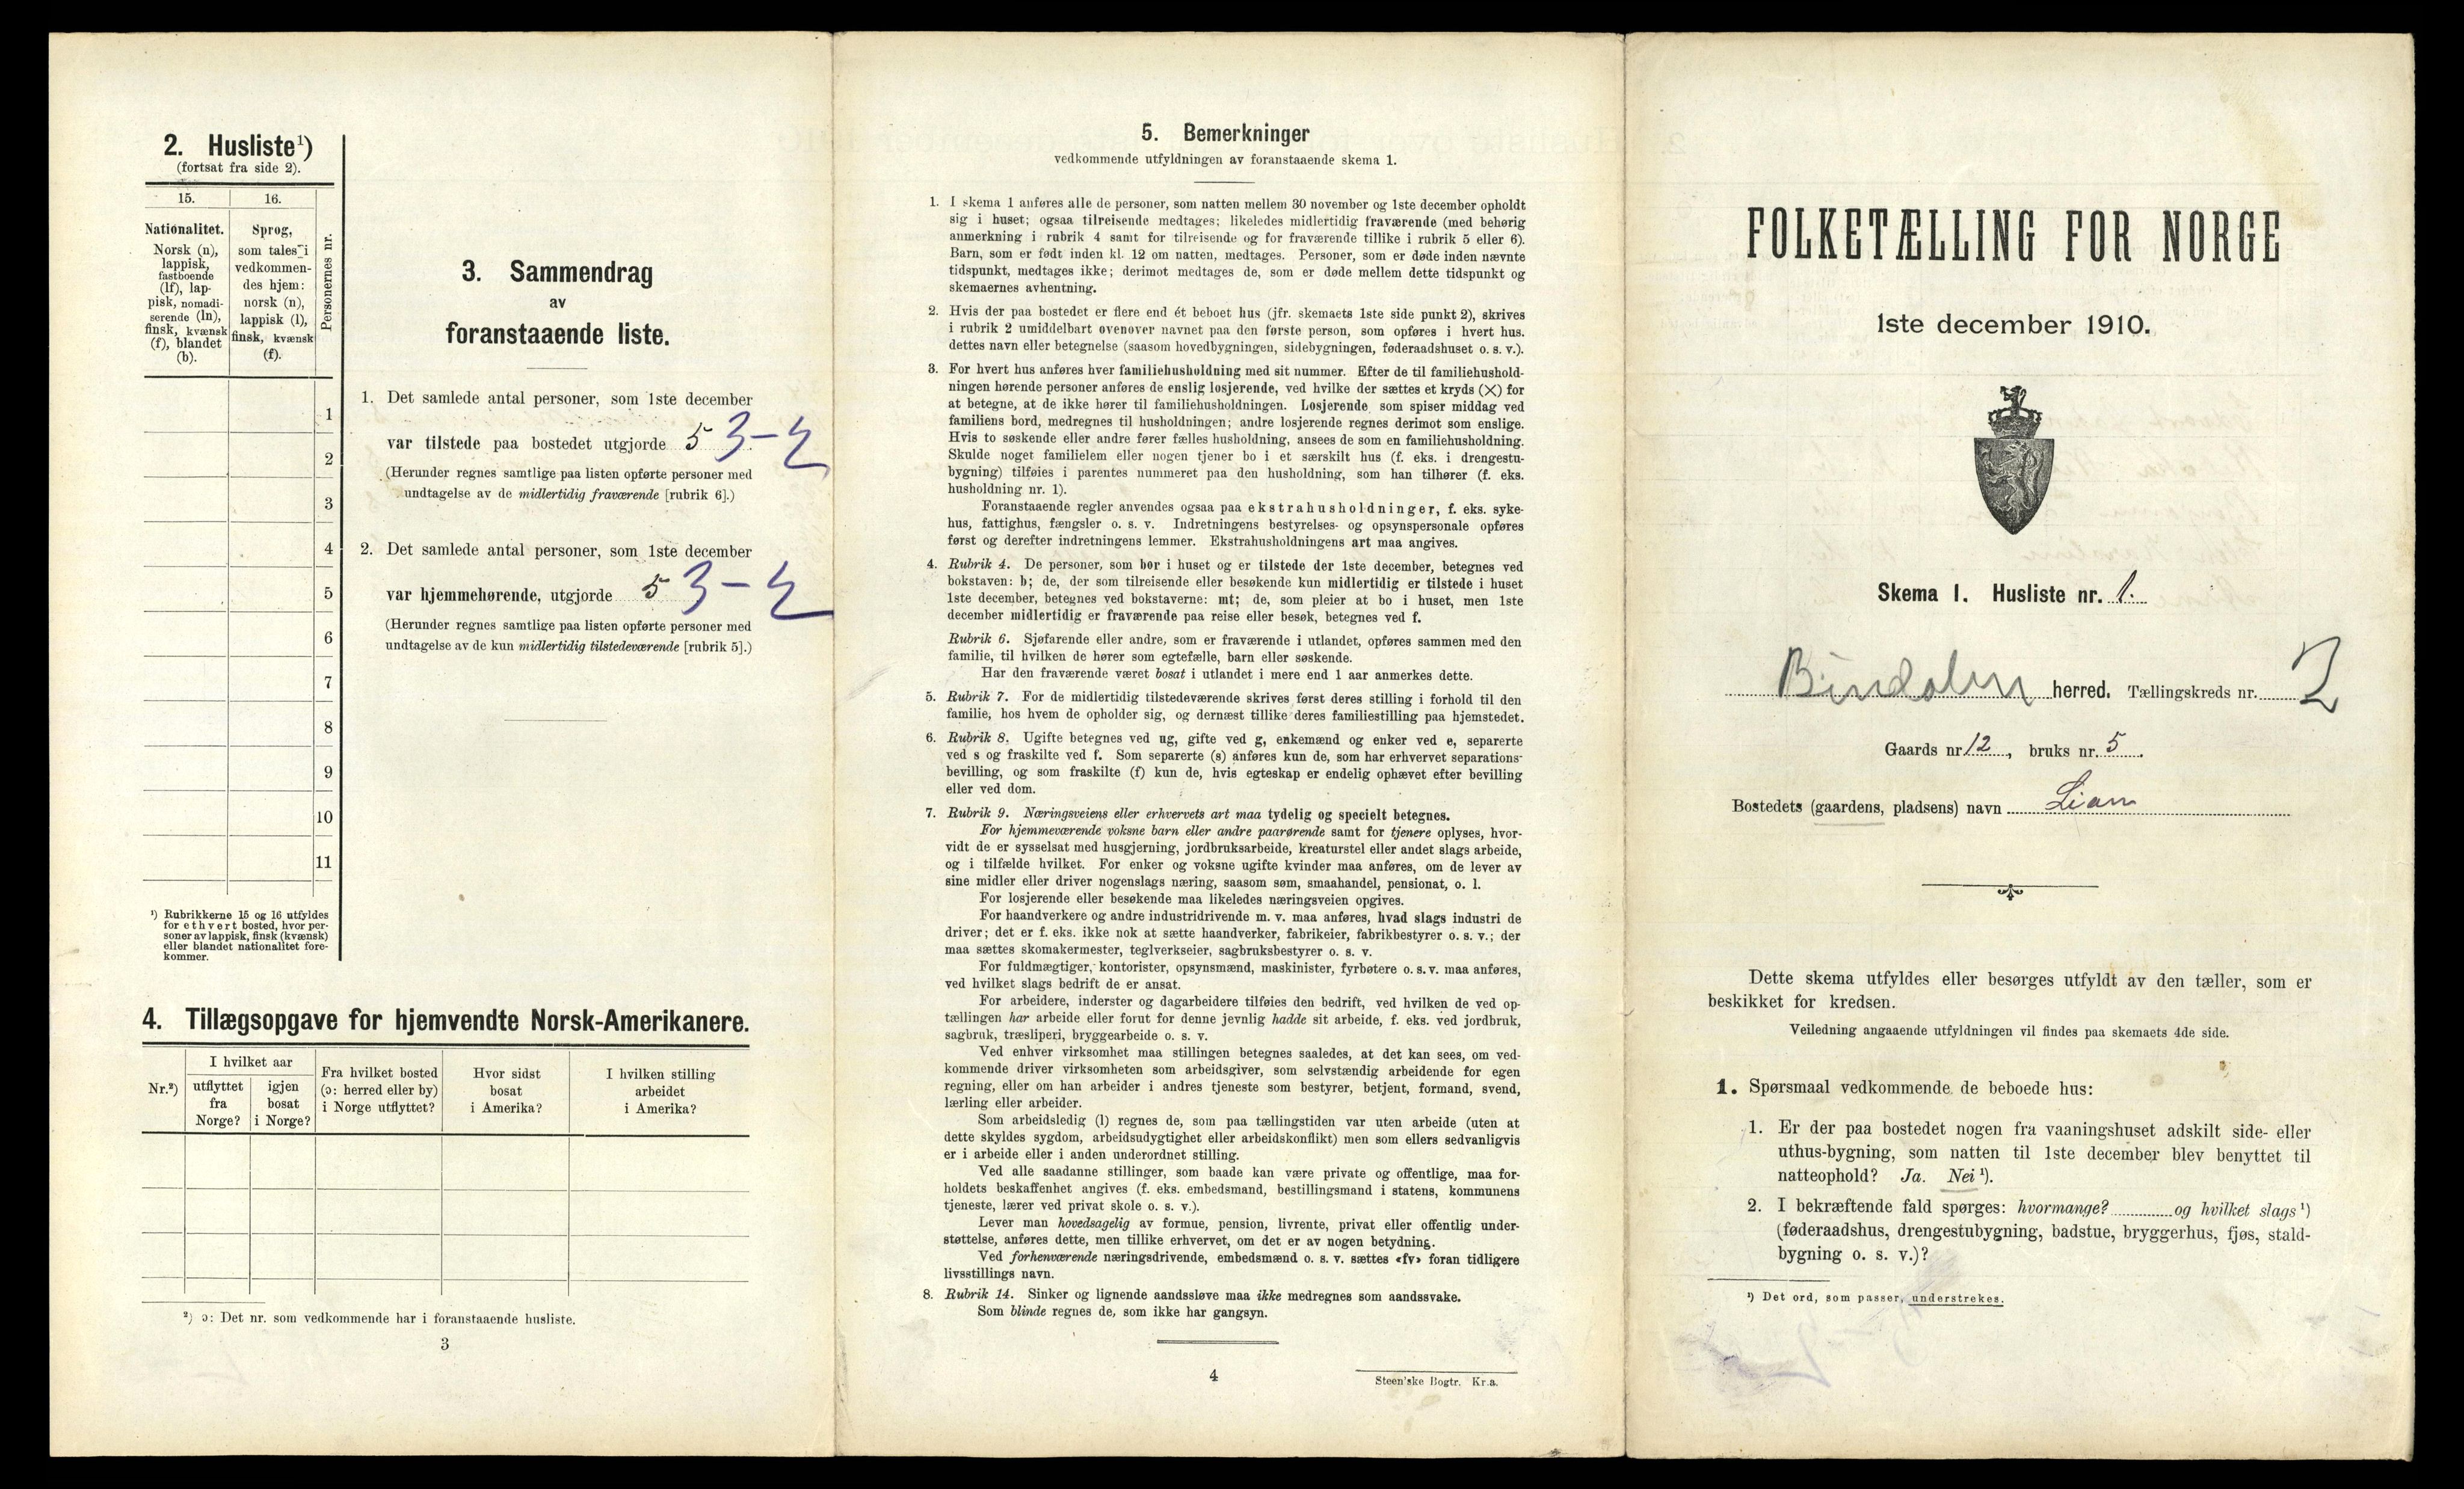 2. Husliste¹)
(fortsat fra side 2).
15.
16.
Nationalitet.
Norsk (n),
lappisk,
fastboende
(lf), lap-
pisk, nomadi-
serende (ln),
finsk, kvænsk
(f), blandet
(b).
Sprog,
som tales i
vedkommen-
des hjem:
norsk (n),
lappisk (l),
finsk, kvænsk
(f).
Personernes nr.
1
2
3
4
5
6
7
8
9
10
11
¹) Rubrikkerne 15 og 16 utfyldes
for ethvert bosted, hvor per-
soner av lappisk, finsk (kvænsk)
eller blandet nationalitet fore-
kommer.
3. Sammendrag
av
foranstaaende liste.
1. Det samlede antal personer, som 1ste december
var tilstede paa bostedet utgjorde 5 3-2
(Herunder regnes samtlige paa listen opførte personer med
undtagelse av de midlertidig fraværende [rubrik 6].)
2. Det samlede antal personer, som 1ste december
var hjemmehørende, utgjorde 5 3-2
(Herunder regnes samtlige paa listen opførte personer med
undtagelse av de kun midlertidig tilstedeværende [rubrik 5].)
4. Tillægsopgave for hjemvendte Norsk-Amerikanere.
Nr.²)
I hvilket aar
utflyttet
fra
Norge?
igjen
bosat
i Norge?
Fra hvilket bosted
(ɔ: herred eller by)
i Norge utflyttet?
Hvor sidst
bosat
i Amerika?
I hvilken stilling
arbeidet
i Amerika?
²) ɔ: Det nr. som vedkommende har i foranstaaende husliste.
3
5. Bemerkninger
vedkommende utfyldningen av foranstaaende skema 1.
1. I skema 1 anføres alle de personer, som natten mellem 30 november og 1ste december opholdt
sig i huset; ogsaa tilreisende medtages; likeledes midlertidig fraværende (med behørig
anmerkning i rubrik 4 samt for tilreisende og for fraværende tillike i rubrik 5 eller 6).
Barn, som er født inden kl. 12 om natten, medtages. Personer, som er døde inden nævnte
tidspunkt, medtages ikke; derimot medtages de, som er døde mellem dette tidspunkt og
skemaernes avhentning.
2. Hvis der paa bostedet er flere end ét beboet hus (jfr. skemaets 1ste side punkt 2), skrives
i rubrik 2 umiddelbart ovenover navnet paa den første person, som opføres i hvert hus.
dettes navn eller betegnelse (saasom hovedbygningen, sidebygningen, føderaadshuset o. s. v.).
3. For hvert hus anføres hver familiehusholdning med sit nummer. Efter de til familiehushold-
ningen hørende personer anføres de enslig losjerende, ved hvilke der sættes et kryds (X) for
at betegne, at de ikke hører til familiehusholdningen. Losjerende som spiser middag ved
familiens bord, medregnes til husholdningen; andre losjerende regnes derimot som enslige.
Hvis to søskende eller andre fører fælles husholdning, ansees de som en familiehusholdning.
Skulde noget familielem eller nogen tjener bo i et særskilt hus (f. eks. i drengestu-
bygning) tilføies i parentes nummeret paa den husholdning, som han tilhører (f. eks.
husholdning nr. 1).
Foranstaaende regler anvendes ogsaa paa ekstrahusholdninger, f. eks. syke-
hus, fattighus, fængsler o. s. v. Indretningens bestyrelses- og opsynspersonale opføres
først og derefter indretningens lemmer. Ekstrahusholdningens art maa angives.
4. Rubrik 4. De personer, som bor i huset og er tilstede der 1ste december, betegnes ved
bokstaven: b; de, der som tilreisende eller besøkende kun midlertidig er tilstede i huset
1ste december, betegnes ved bokstaverne: mt; de, som pleier at bo i huset, men 1ste
december midlertidig er fraværende paa reise eller besøk, betegnes ved f.
Rubrik 6. Sjøfarende eller andre, som er fraværende i utlandet, opføres sammen med den
familie, til hvilken de hører som egtefælle, barn eller søskende.
Har den fraværende været bosat i utlandet i mere end 1 aar anmerkes dette.
5. Rubrik 7. For de midlertidig tilstedeværende skrives først deres stilling i forhold til den
familie, hos hvem de opholder sig, og dernæst tillike deres familiestilling paa hjemstedet.
6. Rubrik 8. Ugifte betegnes ved ug, gifte ved g, enkemænd og enker ved e, separerte
ved s og fraskilte ved f. Som separerte (s) anføres kun de, som har erhvervet separations-
bevilling, og som fraskilte (f) kun de, hvis egteskap er endelig ophævet efter bevilling
eller ved dom.
7. Rubrik 9. Næringsveiens eller erhvervets art maa tydelig og specielt betegnes.
For hjemmeværende voksne barn eller andre paarørende samt for tjenere oplyses, hvor-
vidt de er sysselsat med husgjerning, jordbruksarbeide, kreaturstel eller andet slags arbeide,
og i tilfælde hvilket. For enker og voksne ugifte kvinder maa anføres, om de lever av
sine midler eller driver nogenslags næring, saasom søm, smaahandel, pensionat, o. l.
For losjerende eller besøkende maa likeledes næringsveien opgives.
For haandverkere og andre industridrivende m. v. maa anføres, hvad slags industri de
driver; det er f. eks. ikke nok at sætte haandverker, fabrikeier, fabrikbestyrer o. s. v.; der
maa sættes skomakermester, teglverkseier, sagbruksbestyrer o. s. v.
For fuldmægtiger, kontorister, opsynsmænd, maskinister, fyrbøtere o. s. v. maa anføres,
ved hvilket slags bedrift de er ansat.
For arbeidere, inderster og dagarbeidere tilføies den bedrift, ved hvilken de ved op-
tællingen har arbeide eller forut for denne jevnlig hadde sit arbeide, f. eks. ved jordbruk,
sagbruk, træsliperi, bryggearbeide o. s. v.
Ved enhver virksomhet maa stillingen betegnes saaledes, at det kan sees, om ved-
kommende driver virksomheten som arbeidsgiver, som selvstændig arbeidende for egen
regning, eller om han arbeider i andres tjeneste som bestyrer, betjent, formand, svend,
lærling eller arbeider.
Som arbeidsledig (l) regnes de, som paa tællingstiden var uten arbeide (uten at
dette skyldes sygdom, arbeidsudygtighet eller arbeidskonflikt) men som ellers sedvanligvis
er i arbeide eller i anden underordnet stilling.
Ved alle saadanne stillinger, som baade kan være private og offentlige, maa for-
holdets beskaffenhet angives (f. eks. embedsmand, bestillingsmand i statens, kommunens
tjeneste, lærer ved privat skole o. s. v.).
Lever man hovedsagelig av formue, pension, livrente, privat eller offentlig under-
støttelse, anføres dette, men tillike erhvervet, om det er av nogen betydning.
Ved forhenværende næringsdrivende, embedsmænd o. s. v. sættes «fv» foran tidligere
livsstillings navn.
8. Rubrik 14. Sinker og lignende aandssløve maa ikke medregnes som aandssvake.
Som blinde regnes de, som ikke har gangsyn.
4
Steen'ske Bogtr. Kr.a.
FOLKETÆLLING FOR NORGE
1ste december 1910.
Skema 1. Husliste nr. 1.
Bindalen herred. Tællingskreds nr. 2
Gaards nr 12, bruks nr. 5.
Bostedets (gaardens, pladsens) navn Lian
Dette skema utfyldes eller besørges utfyldt av den tæller, som er
beskikket for kredsen.
Veiledning angaaende utfyldningen vil findes paa skemaets 4de side.
1. Spørsmaal vedkommende de beboede hus:
1. Er der paa bostedet nogen fra vaaningshuset adskilt side- eller
uthus-bygning, som natten til 1ste december blev benyttet til
natteophold? Ja. Nei ¹).
2. I bekræftende fald spørges: hvormange? og hvilket slags ¹)
(føderaadshus, drengestubygning, badstue, bryggerhus, fjøs, stald-
bygning o. s. v.)?
¹) Det ord, som passer, understrekes.